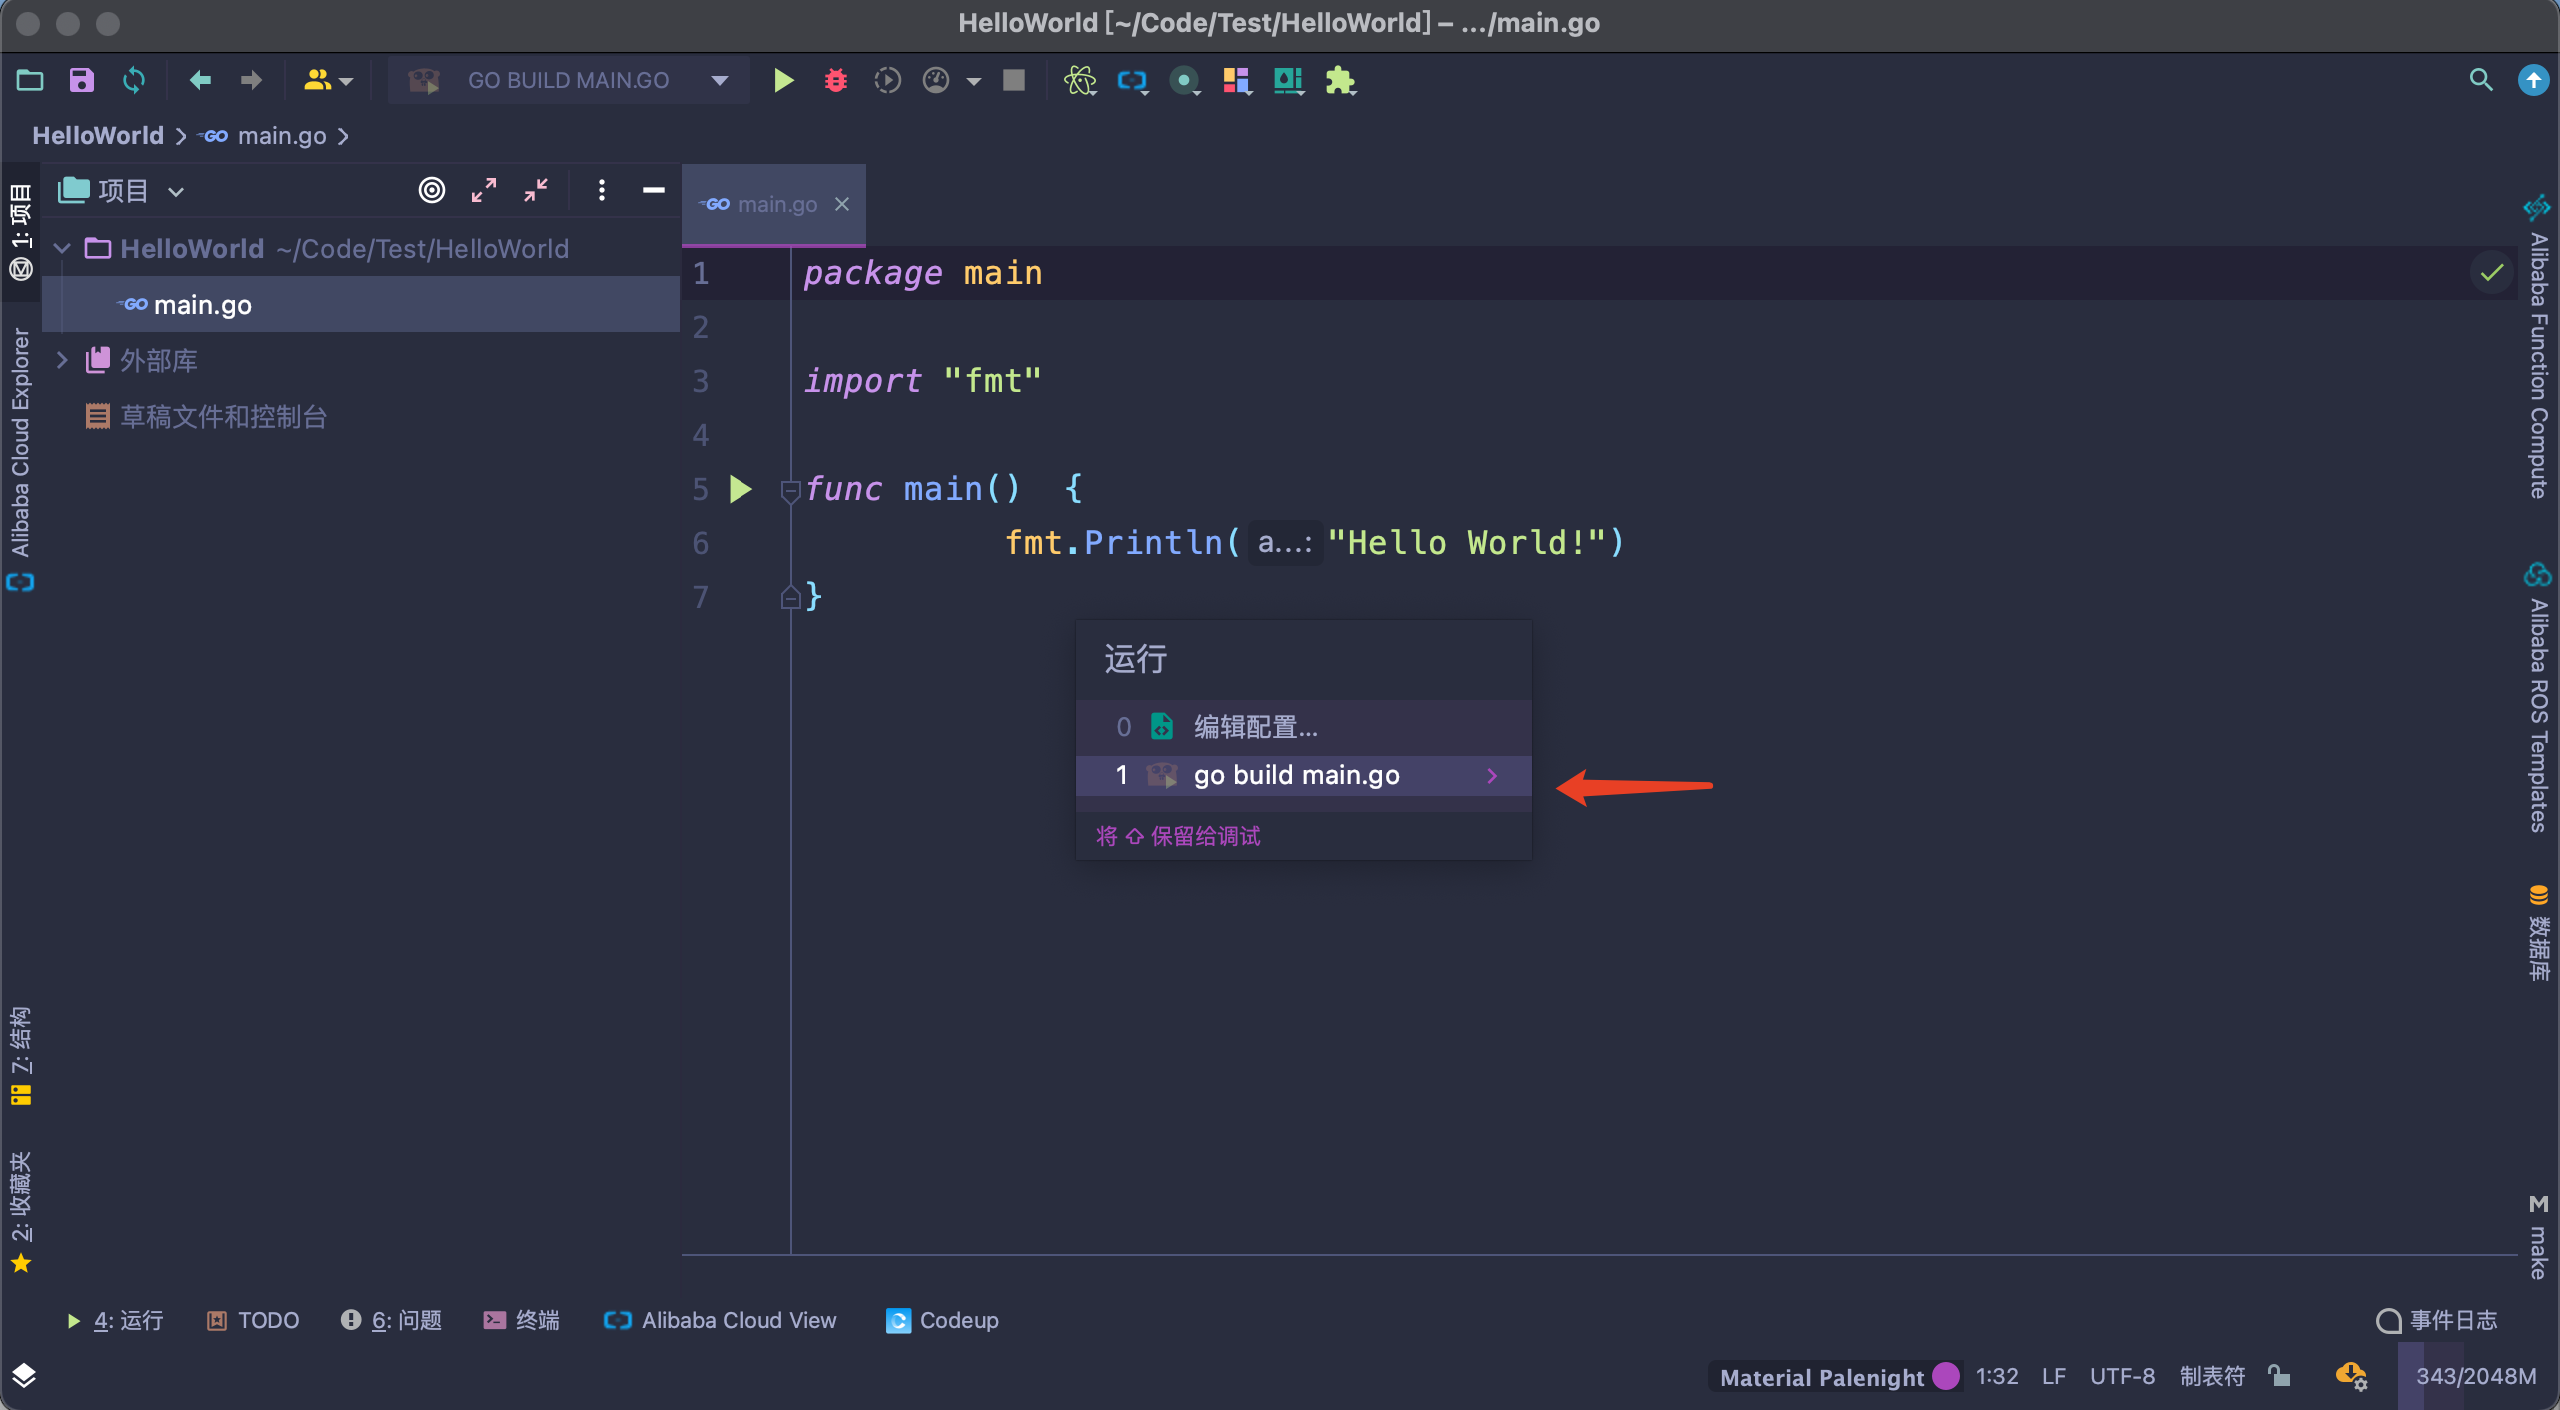 HelloWorld [~/Code/Test/HelloWorld] – .../main.go
GO BUILD MAIN.GO
HelloWorld main.go
1: 项目
Alibaba Cloud Explorer
7: 结构
2: 收藏夹
项目
HelloWorld ~/Code/Test/HelloWorld
GO main.go
外部库
草稿文件和控制台
GO main.go
1 package main
2
3 import "fmt"
4
5 func main() {
6 fmt.Println( a...: "Hello World!")
7 }
运行
0 编辑配置...
1 go build main.go
将 ⇧ 保留给调试
Alibaba Function Compute
Alibaba ROS Templates
数据库
M make
4: 运行 TODO 6: 问题 终端 Alibaba Cloud View Codeup 事件日志
Material Palenight 1:32 LF UTF-8 制表符 343/2048M